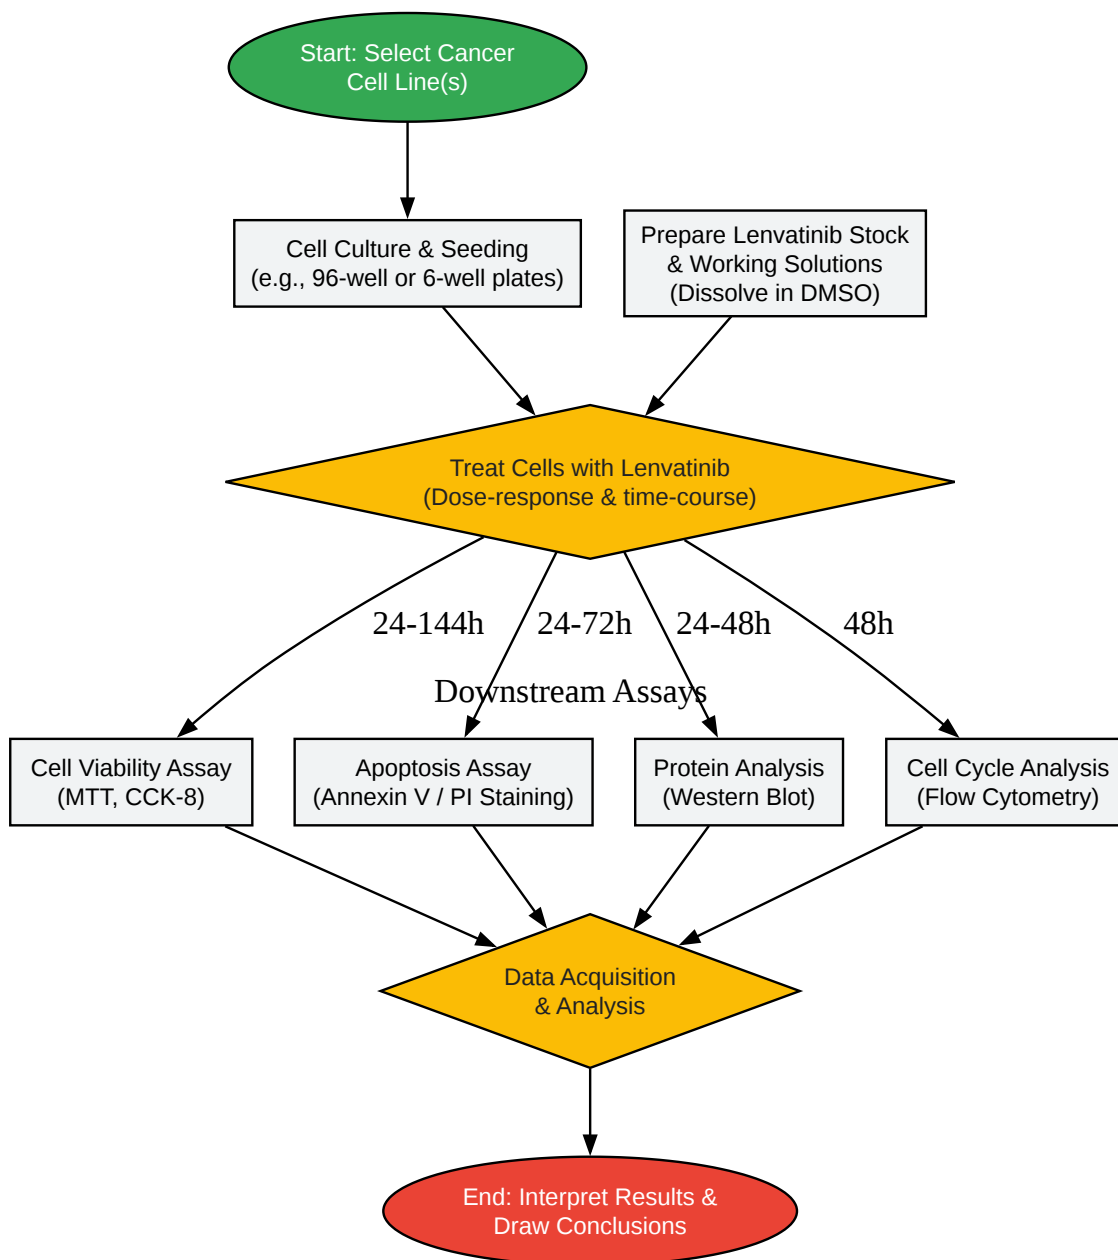 Start: Select Cancer
Cell Line(s)
Cell Culture & Seeding
(e.g., 96-well or 6-well plates)
Prepare Lenvatinib Stock
& Working Solutions
(Dissolve in DMSO)
Treat Cells with Lenvatinib
(Dose-response & time-course)
24-144h
24-72h
24-48h
48h
Downstream Assays
Cell Viability Assay
(MTT, CCK-8)
Apoptosis Assay
(Annexin V / PI Staining)
Protein Analysis
(Western Blot)
Cell Cycle Analysis
(Flow Cytometry)
Data Acquisition
& Analysis
End: Interpret Results &
Draw Conclusions